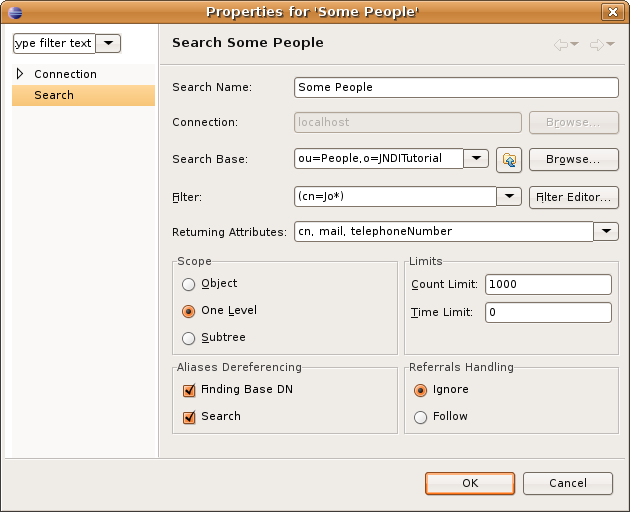 Properties for 'Some People'
ype filter text
Connection
Search
Search Some People
Search Name: Some People
Connection: localhost Browse...
Search Base: ou=People,o=JNDITutorial Browse...
Filter: (cn=Jo*) Filter Editor...
Returning Attributes: cn, mail, telephoneNumber
Scope
Object
One Level
Subtree
Limits
Count Limit: 1000
Time Limit: 0
Aliases Dereferencing
Finding Base DN
Search
Referrals Handling
Ignore
Follow
OK Cancel